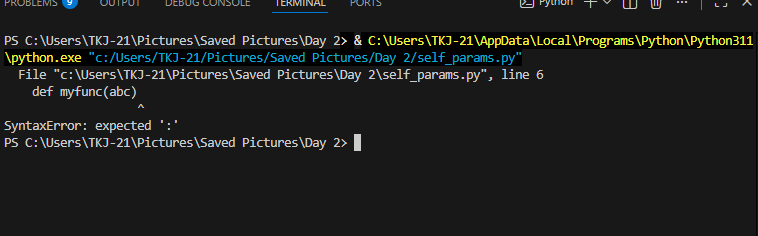 PROBLEMS 9 OUTPUT DEBUG CONSOLE TERMINAL PORTS Python
PS C:\Users\TKJ-21\Pictures\Saved Pictures\Day 2> & C:\Users\TKJ-21\AppData\Local\Programs\Python\Python311
\python.exe "c:/Users/TKJ-21/Pictures/Saved Pictures/Day 2/self_params.py"
File "c:\Users\TKJ-21\Pictures\Saved Pictures\Day 2\self_params.py", line 6
def myfunc(abc)
^
SyntaxError: expected ':'
PS C:\Users\TKJ-21\Pictures\Saved Pictures\Day 2>